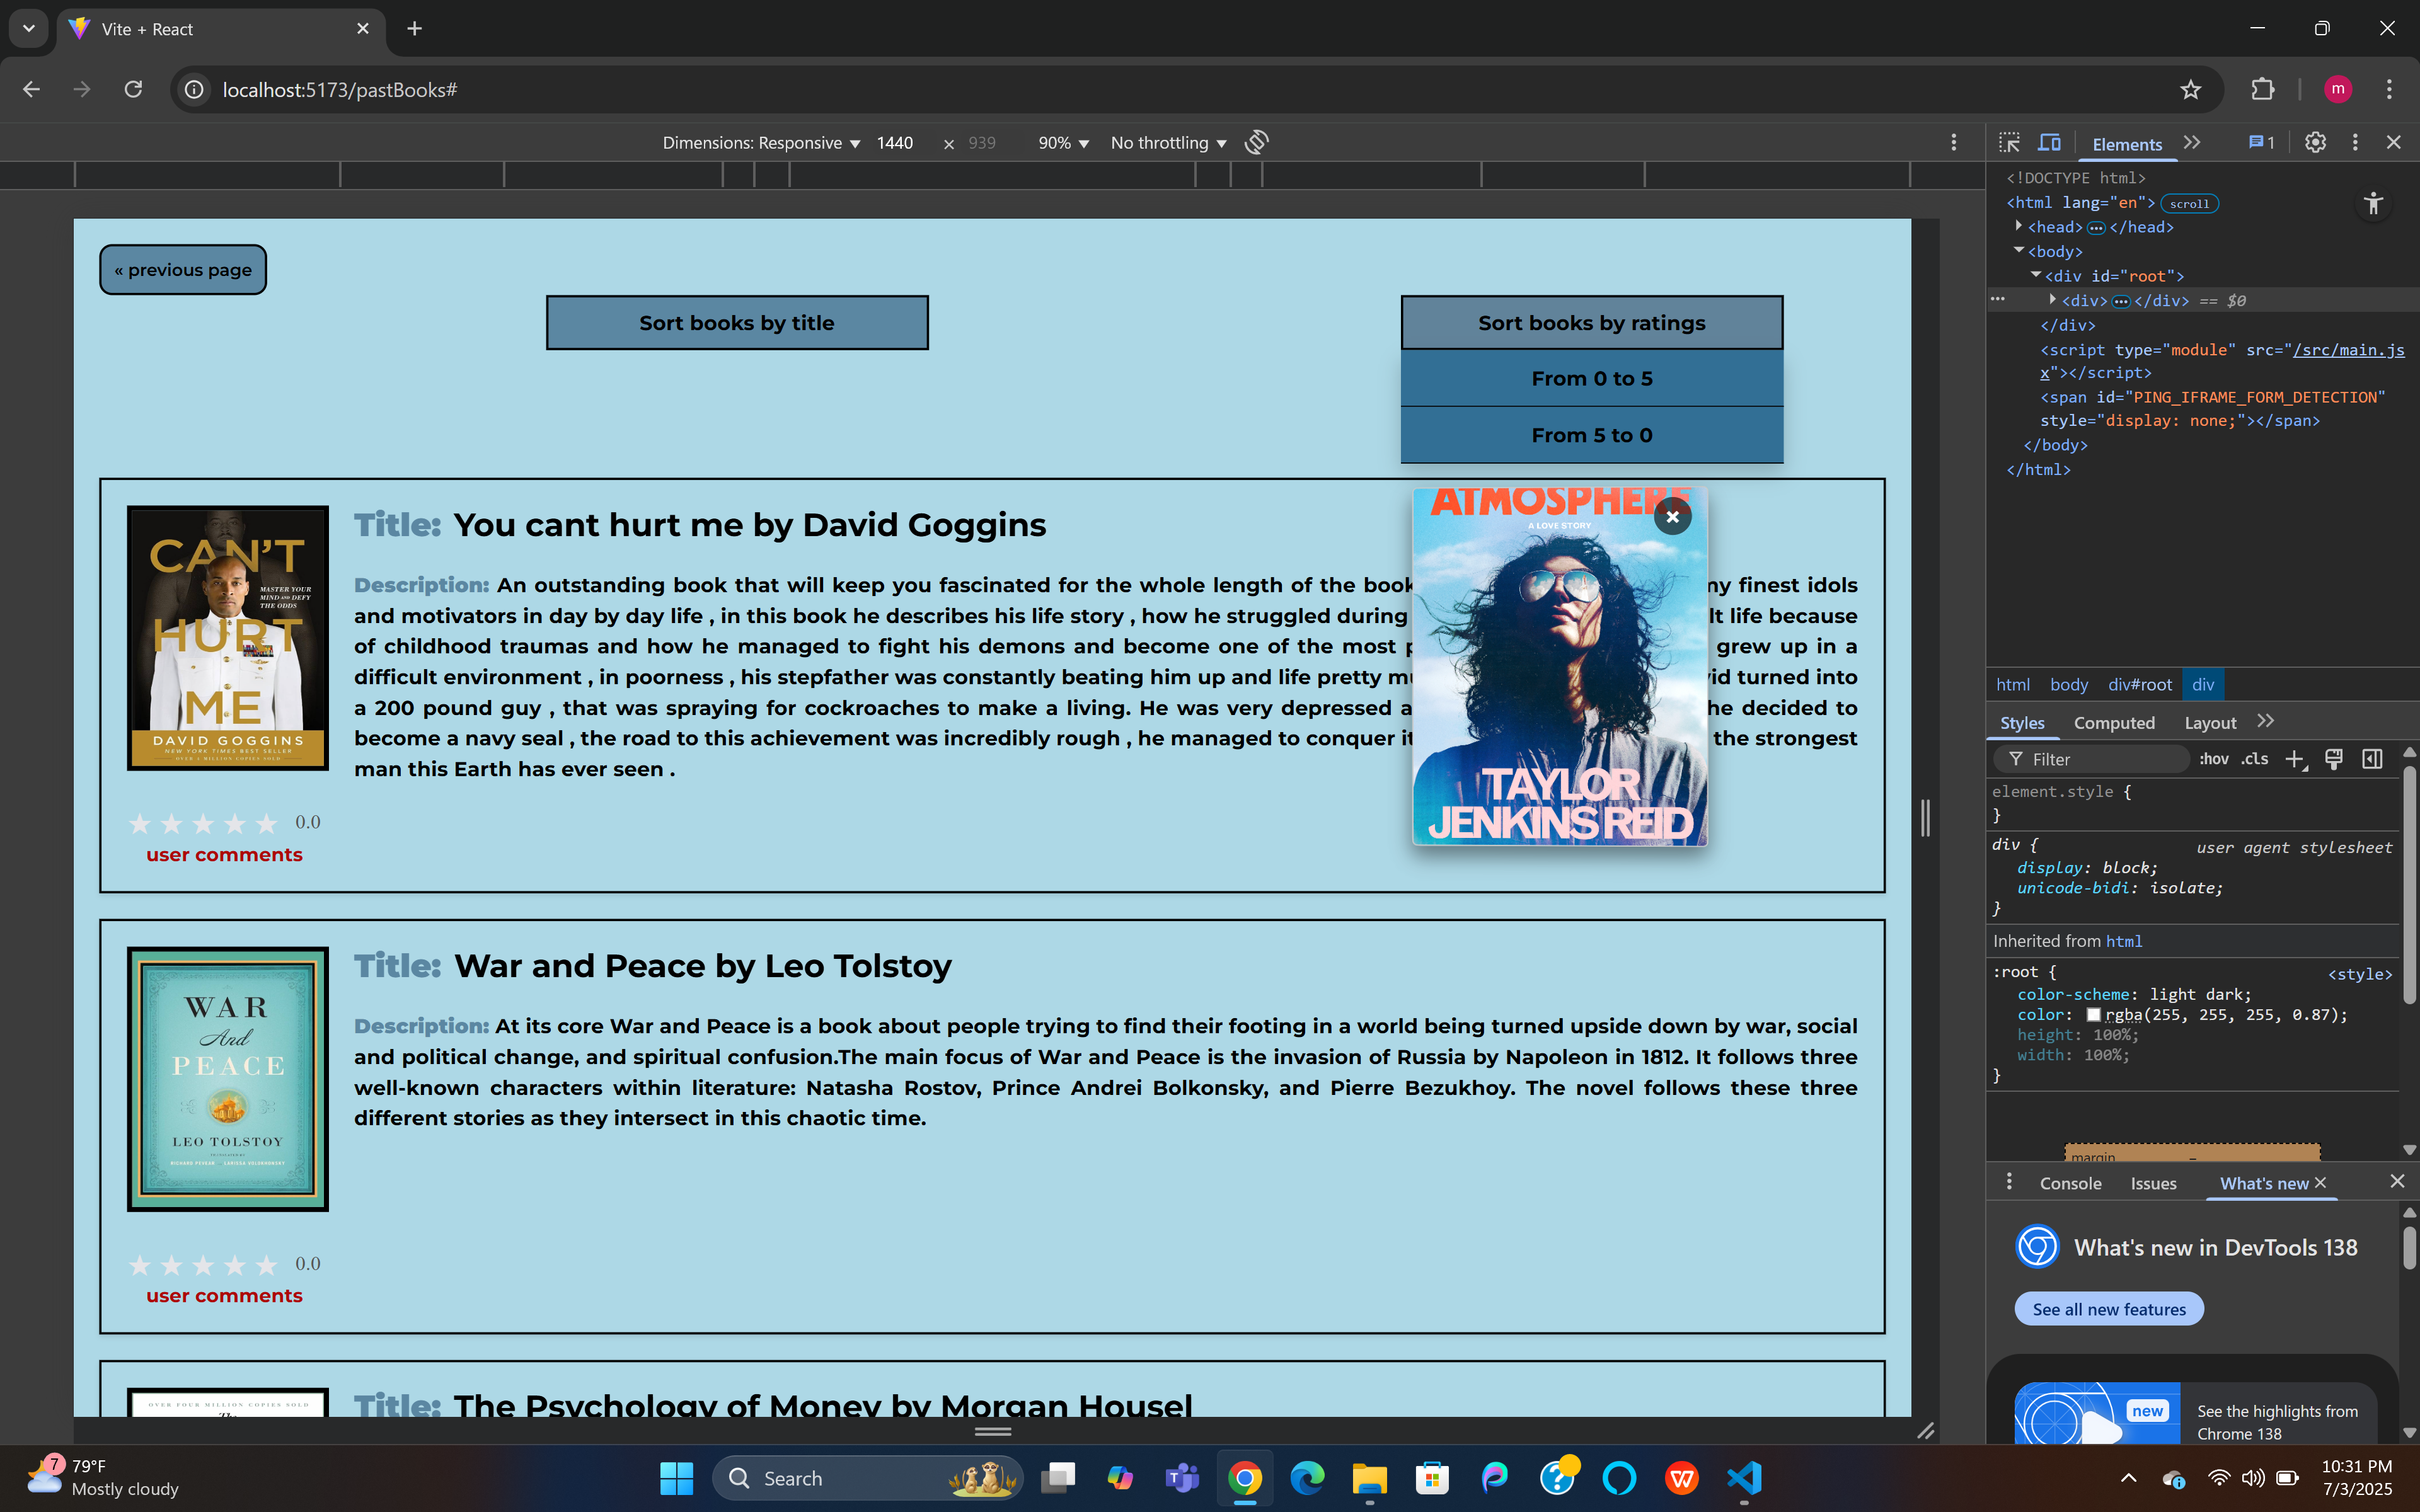 Vite + React
localhost:5173/pastBooks#
m
Dimensions: Responsive 1440 × 939 90% No throttling
Elements
1
« previous page
Sort books by title
Sort books by ratings
From 0 to 5
From 5 to 0
CAN'T
HURT
ME
MASTER YOUR
MIND AND DEFY
THE ODDS
DAVID GOGGINS
NEW YORK TIMES BEST SELLER
Title: You cant hurt me by David Goggins
Description: An outstanding book that will keep you fascinated for the whole length of the book
my finest idols
and motivators in day by day life , in this book he describes his life story , how he struggled during
lt life because
of childhood traumas and how he managed to fight his demons and become one of the most p
grew up in a
difficult environment , in poorness , his stepfather was constantly beating him up and life pretty mu
vid turned into
a 200 pound guy , that was spraying for cockroaches to make a living. He was very depressed a
he decided to
become a navy seal , the road to this achievement was incredibly rough , he managed to conquer it
the strongest
man this Earth has ever seen .
0.0
user comments
ATMOSPHERE
A LOVE STORY
TAYLOR
JENKINS REID
WAR
And
PEACE
LEO TOLSTOY
Title: War and Peace by Leo Tolstoy
Description: At its core War and Peace is a book about people trying to find their footing in a world being turned upside down by war, social
and political change, and spiritual confusion.The main focus of War and Peace is the invasion of Russia by Napoleon in 1812. It follows three
well-known characters within literature: Natasha Rostov, Prince Andrei Bolkonsky, and Pierre Bezukhoy. The novel follows these three
different stories as they intersect in this chaotic time.
0.0
user comments
OVER FOUR MILLION COPIES SOLD
The
Title: The Psychology of Money by Morgan Housel
<!DOCTYPE html>
<html lang="en"> scroll
<head> ⋯ </head>
<body>
<div id="root">
<div> ⋯ </div> == $0
</div>
<script type="module" src="/src/main.js
x"></script>
<span id="PING_IFRAME_FORM_DETECTION"
style="display: none;"></span>
</body>
</html>
html body div#root div
Styles Computed Layout
Filter :hov .cls
element.style {
}
div { user agent stylesheet
display: block;
unicode-bidi: isolate;
}
Inherited from html
:root { <style>
color-scheme: light dark;
color: rgba(255, 255, 255, 0.87);
height: 100%;
width: 100%;
}
margin –
Console Issues What's new
What's new in DevTools 138
See all new features
new
See the highlights from
Chrome 138
7
79°F
Mostly cloudy
Search
10:31 PM
7/3/2025